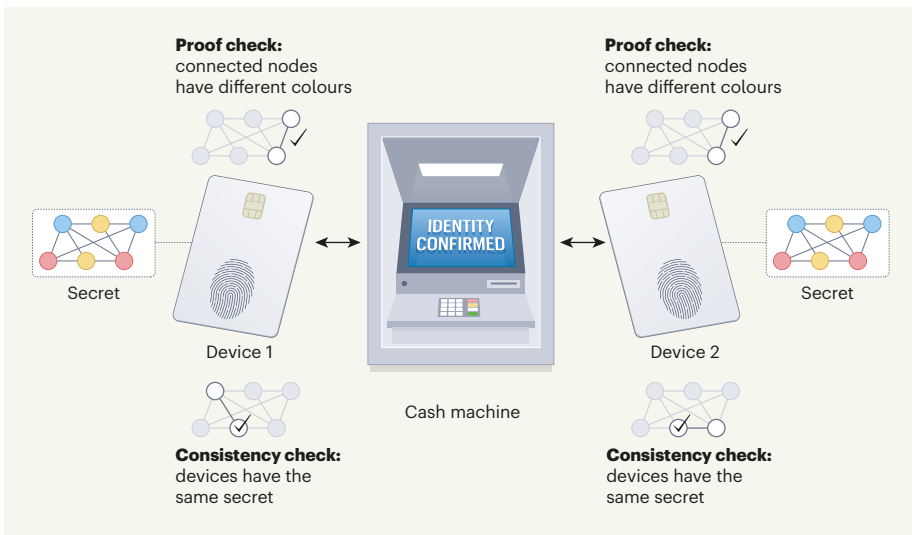 Proof check:
connected nodes
have different colours
Proof check:
connected nodes
have different colours
IDENTITY
CONFIRMED
Secret
Secret
Device 1
Device 2
Cash machine
Consistency check:
devices have the
same secret
Consistency check:
devices have the
same secret